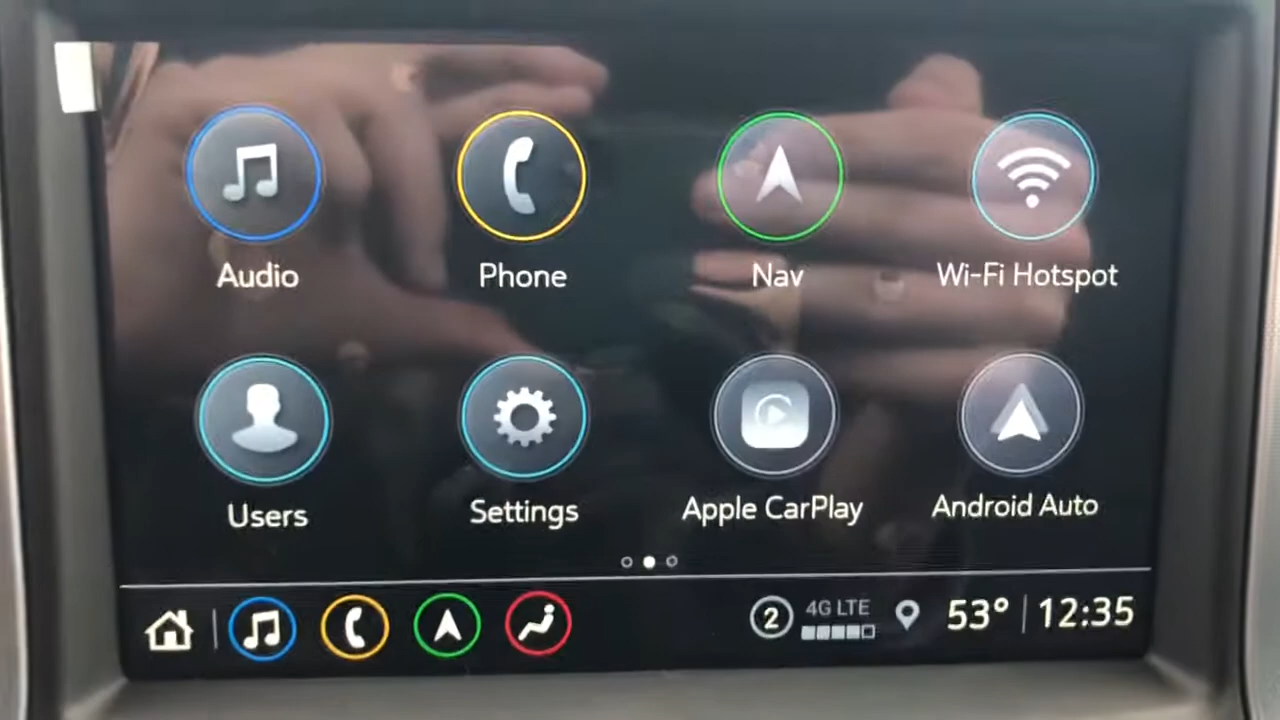 Audio Phone Nav Wi-Fi Hotspot
Users Settings Apple CarPlay Android Auto
2 4G LTE 53° 12:35